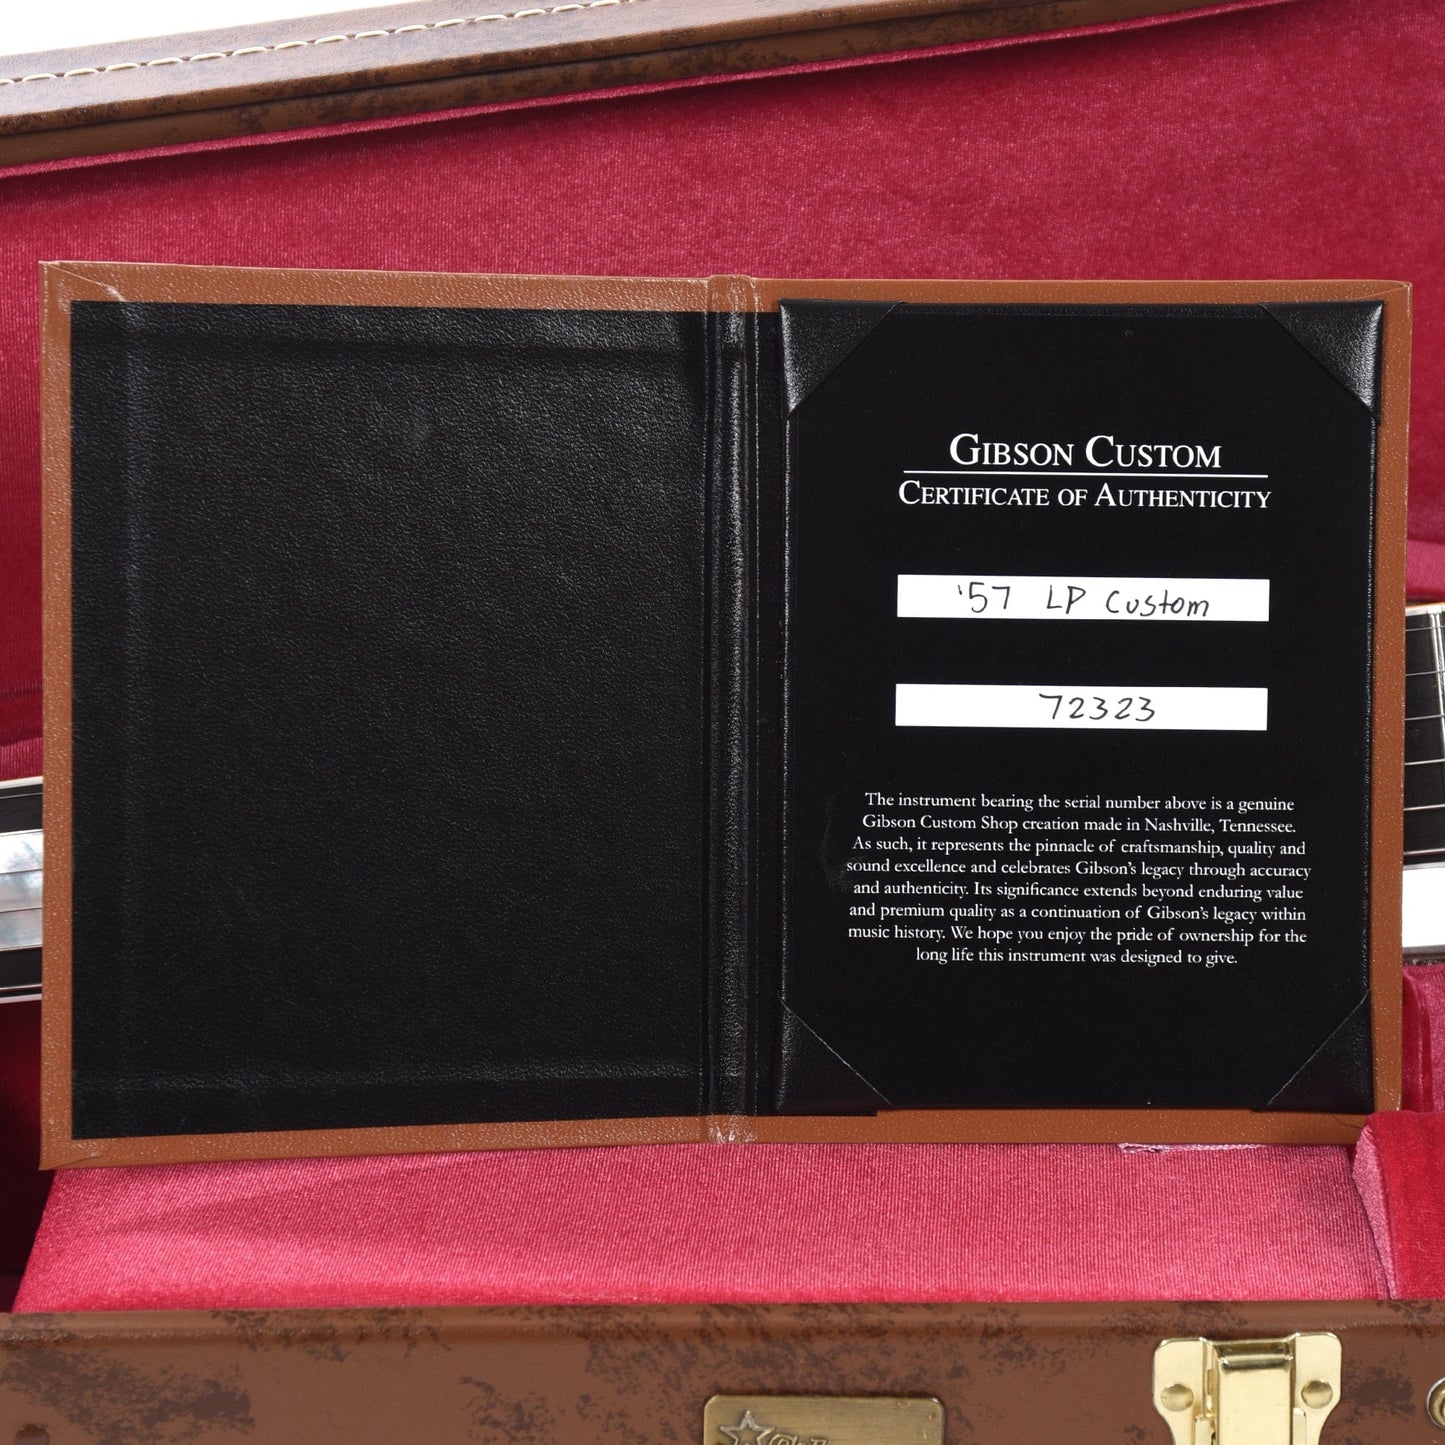 GIBSON CUSTOM
CERTIFICATE OF AUTHENTICITY
'57 LP Custom
72323
The instrument bearing the serial number above is a genuine
Gibson Custom Shop creation made in Nashville, Tennessee.
As such, it represents the pinnacle of craftsmanship, quality and
sound excellence and celebrates Gibson's legacy through accuracy
and authenticity. Its significance extends beyond enduring value
and premium quality as a continuation of Gibson's legacy within
music history. We hope you enjoy the pride of ownership for the
long life this instrument was designed to give.